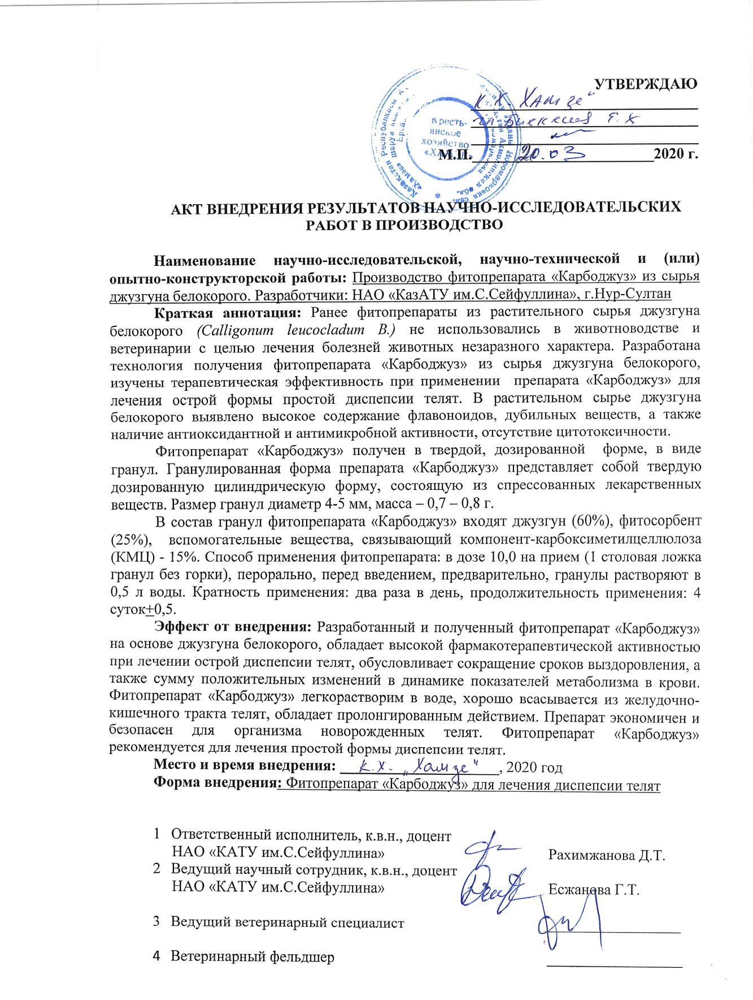 УТВЕРЖДАЮ
К.Х "Хамзе"
20.03 2020 г.
М.П.
Кресть-
янское
хозяйство
«ХАМЗЕ»
АКТ ВНЕДРЕНИЯ РЕЗУЛЬТАТОВ НАУЧНО-ИССЛЕДОВАТЕЛЬСКИХ
РАБОТ В ПРОИЗВОДСТВО
Наименование научно-исследовательской, научно-технической и (или)
опытно-конструкторской работы: Производство фитопрепарата «Карбоджуз» из сырья
джузгуна белокорого. Разработчики: НАО «КазАТУ им.С.Сейфуллина», г.Нур-Султан
Краткая аннотация: Ранее фитопрепараты из растительного сырья джузгуна
белокорого (Calligonum leucocladum B.) не использовались в животноводстве и
ветеринарии с целью лечения болезней животных незаразного характера. Разработана
технология получения фитопрепарата «Карбоджуз» из сырья джузгуна белокорого,
изучены терапевтическая эффективность при применении препарата «Карбоджуз» для
лечения острой формы простой диспепсии телят. В растительном сырье джузгуна
белокорого выявлено высокое содержание флавоноидов, дубильных веществ, а также
наличие антиоксидантной и антимикробной активности, отсутствие цитотоксичности.
Фитопрепарат «Карбоджуз» получен в твердой, дозированной форме, в виде
гранул. Гранулированная форма препарата «Карбоджуз» представляет собой твердую
дозированную цилиндрическую форму, состоящую из спрессованных лекарственных
веществ. Размер гранул диаметр 4-5 мм, масса – 0,7 – 0,8 г.
В состав гранул фитопрепарата «Карбоджуз» входят джузгун (60%), фитосорбент
(25%), вспомогательные вещества, связывающий компонент-карбоксиметилцеллюлоза
(КМЦ) - 15%. Способ применения фитопрепарата: в дозе 10,0 на прием (1 столовая ложка
гранул без горки), перорально, перед введением, предварительно, гранулы растворяют в
0,5 л воды. Кратность применения: два раза в день, продолжительность применения: 4
суток±0,5.
Эффект от внедрения: Разработанный и полученный фитопрепарат «Карбоджуз»
на основе джузгуна белокорого, обладает высокой фармакотерапевтической активностью
при лечении острой диспепсии телят, обусловливает сокращение сроков выздоровления, а
также сумму положительных изменений в динамике показателей метаболизма в крови.
Фитопрепарат «Карбоджуз» легкорастворим в воде, хорошо всасывается из желудочно-
кишечного тракта телят, обладает пролонгированным действием. Препарат экономичен и
безопасен для организма новорожденных телят. Фитопрепарат «Карбоджуз»
рекомендуется для лечения простой формы диспепсии телят.
Место и время внедрения: к.х. „Хамзе", 2020 год
Форма внедрения: Фитопрепарат «Карбоджуз» для лечения диспепсии телят
1 Ответственный исполнитель, к.в.н., доцент
НАО «КАТУ им.С.Сейфуллина» Рахимжанова Д.Т.
2 Ведущий научный сотрудник, к.в.н., доцент
НАО «КАТУ им.С.Сейфуллина» Есжанова Г.Т.
3 Ведущий ветеринарный специалист
4 Ветеринарный фельдшер